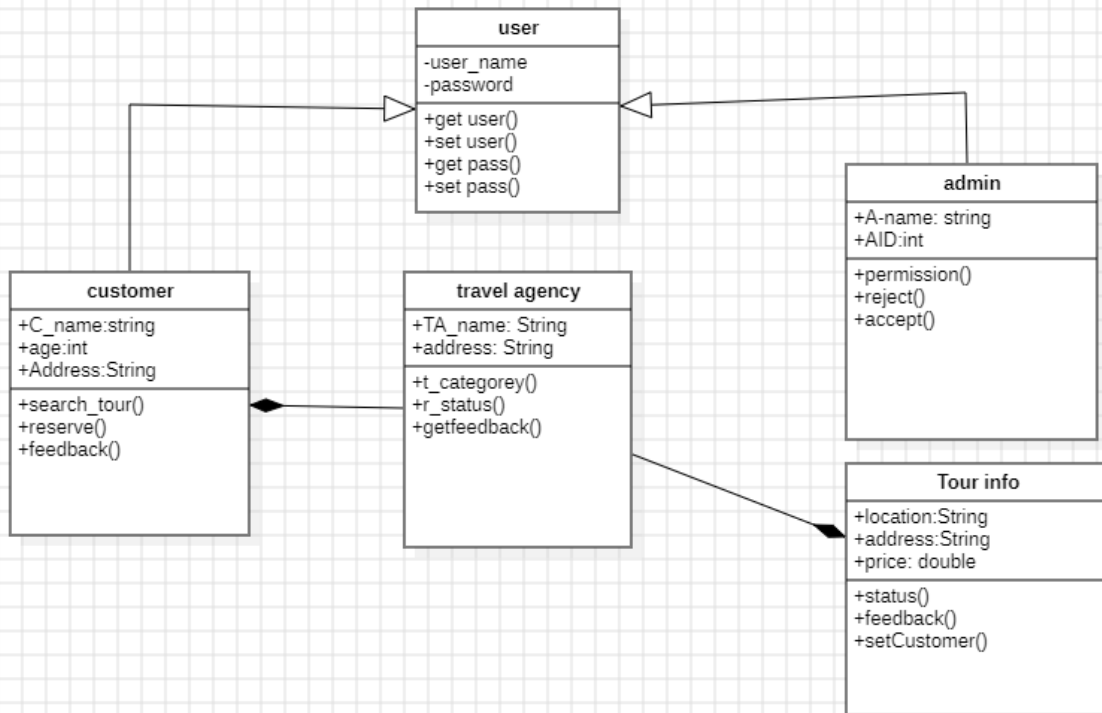 user
-user_name
-password
+get user()
+set user()
+get pass()
+set pass()
admin
+A-name: string
+AID:int
+permission()
+reject()
+accept()
customer
+C_name:string
+age:int
+Address:String
+search_tour()
+reserve()
+feedback()
travel agency
+TA_name: String
+address: String
+t_categorey()
+r_status()
+getfeedback()
Tour info
+location:String
+address:String
+price: double
+status()
+feedback()
+setCustomer()